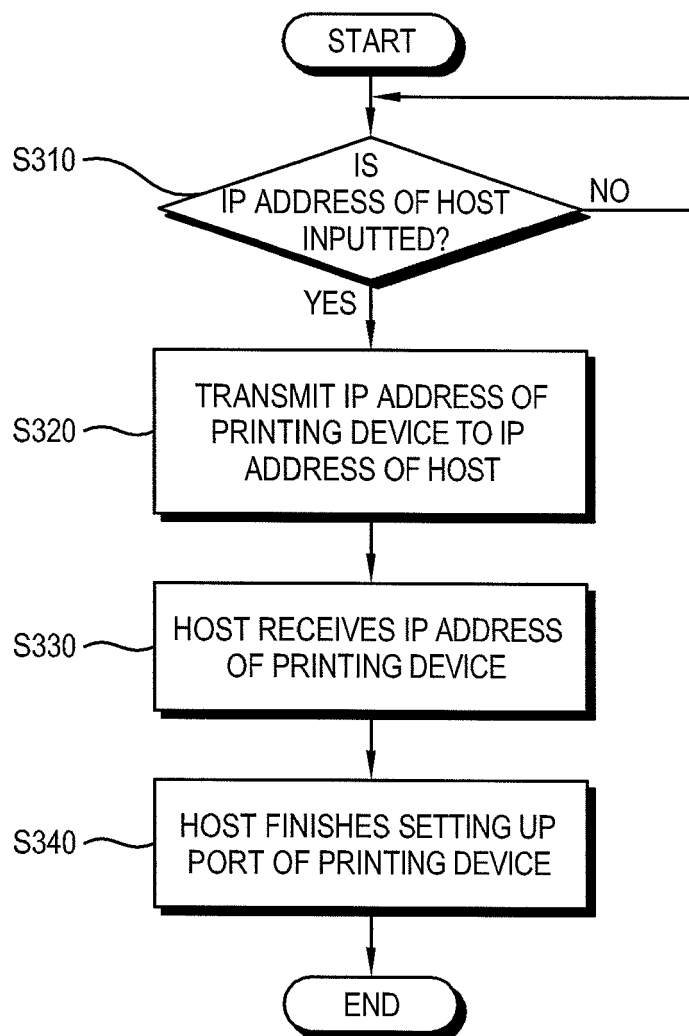 START
S310
IS
IP ADDRESS OF HOST
INPUTTED?
NO
YES
S320
TRANSMIT IP ADDRESS OF
PRINTING DEVICE TO IP
ADDRESS OF HOST
S330
HOST RECEIVES IP ADDRESS
OF PRINTING DEVICE
S340
HOST FINISHES SETTING UP
PORT OF PRINTING DEVICE
END